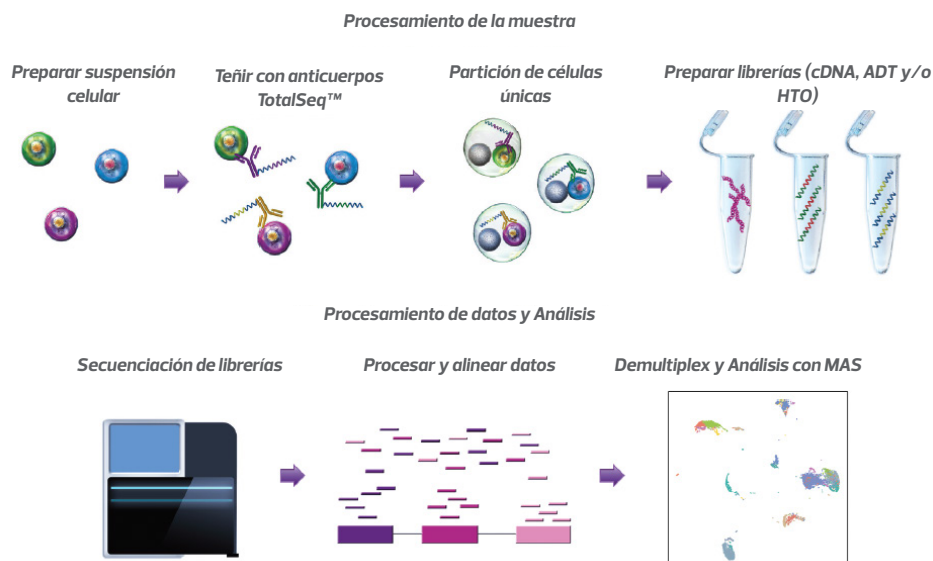 Procesamiento de la muestra
Preparar suspensión
celular
Teñir con anticuerpos
TotalSeq™
Partición de células
únicas
Preparar librerías (cDNA, ADT y/o
HTO)
Procesamiento de datos y Análisis
Secuenciación de librerías
Procesar y alinear datos
Demultiplex y Análisis con MAS